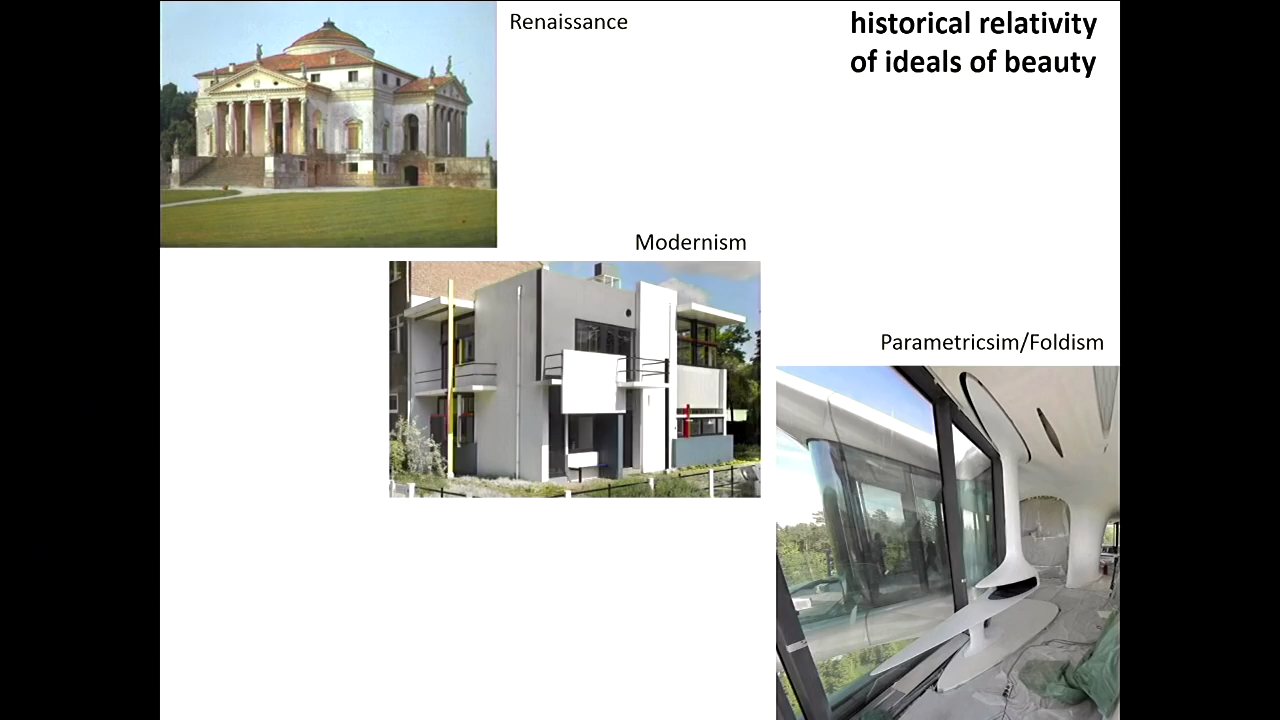 Renaissance
historical relativity
of ideals of beauty
Modernism
Parametricsim/Foldism